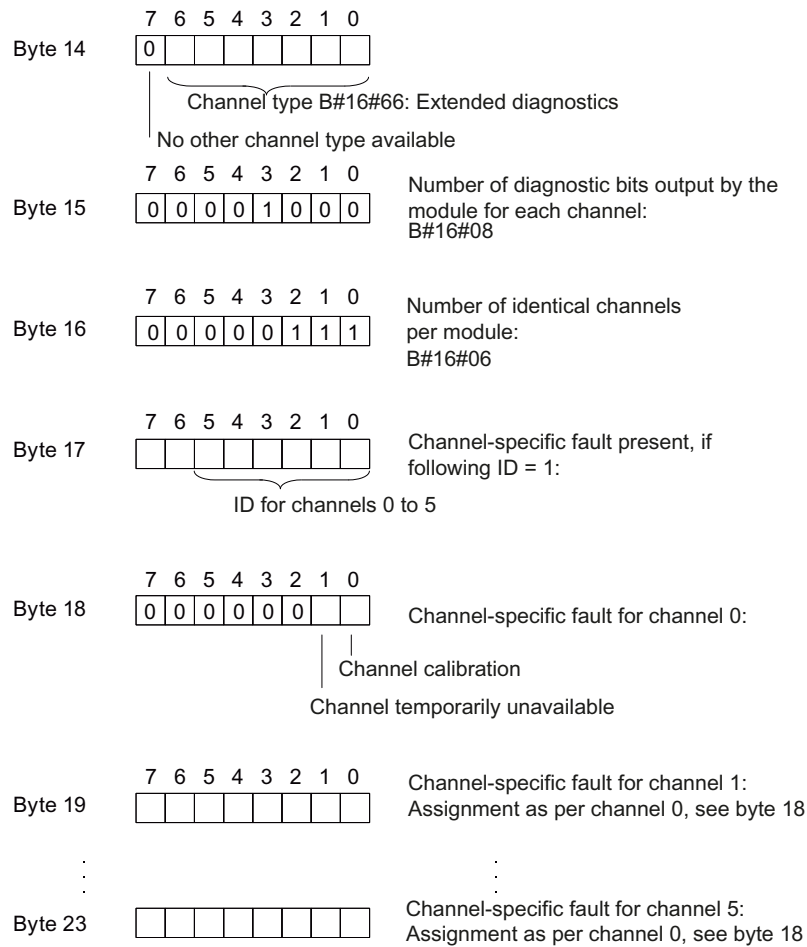 7 6 5 4 3 2 1 0
Byte 14 0
Channel type B#16#66: Extended diagnostics
No other channel type available
7 6 5 4 3 2 1 0
Byte 15 0 0 0 0 1 0 0 0
Number of diagnostic bits output by the
module for each channel:
B#16#08
7 6 5 4 3 2 1 0
Byte 16 0 0 0 0 0 1 1 1
Number of identical channels
per module:
B#16#06
7 6 5 4 3 2 1 0
Byte 17
Channel-specific fault present, if
following ID = 1:
ID for channels 0 to 5
7 6 5 4 3 2 1 0
Byte 18 0 0 0 0 0 0
Channel-specific fault for channel 0:
Channel calibration
Channel temporarily unavailable
7 6 5 4 3 2 1 0
Byte 19
Channel-specific fault for channel 1:
Assignment as per channel 0, see byte 18
Byte 23
Channel-specific fault for channel 5:
Assignment as per channel 0, see byte 18